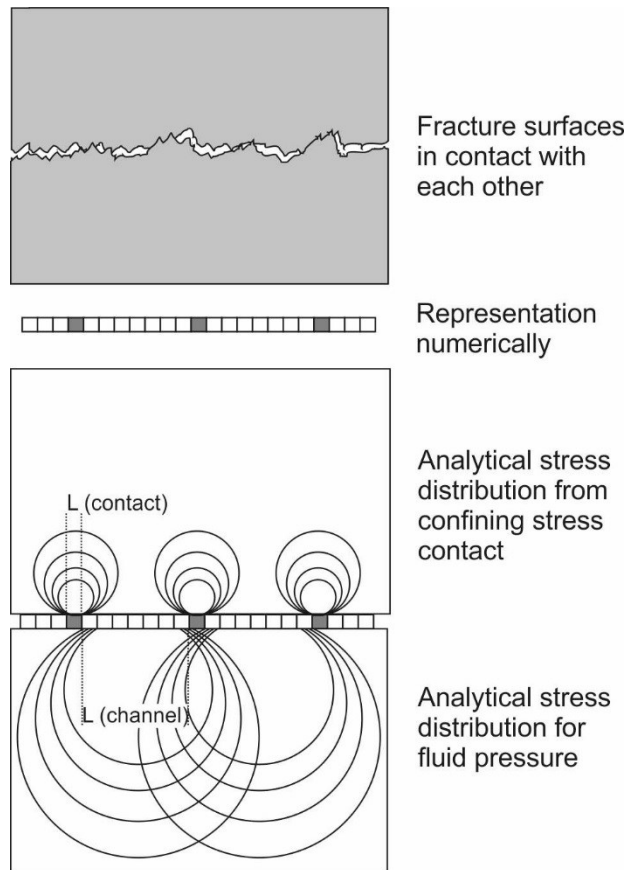 Fracture surfaces
in contact with
each other
Representation
numerically
Analytical stress
distribution from
confining stress
contact
L (contact)
L (channel)
Analytical stress
distribution for
fluid pressure